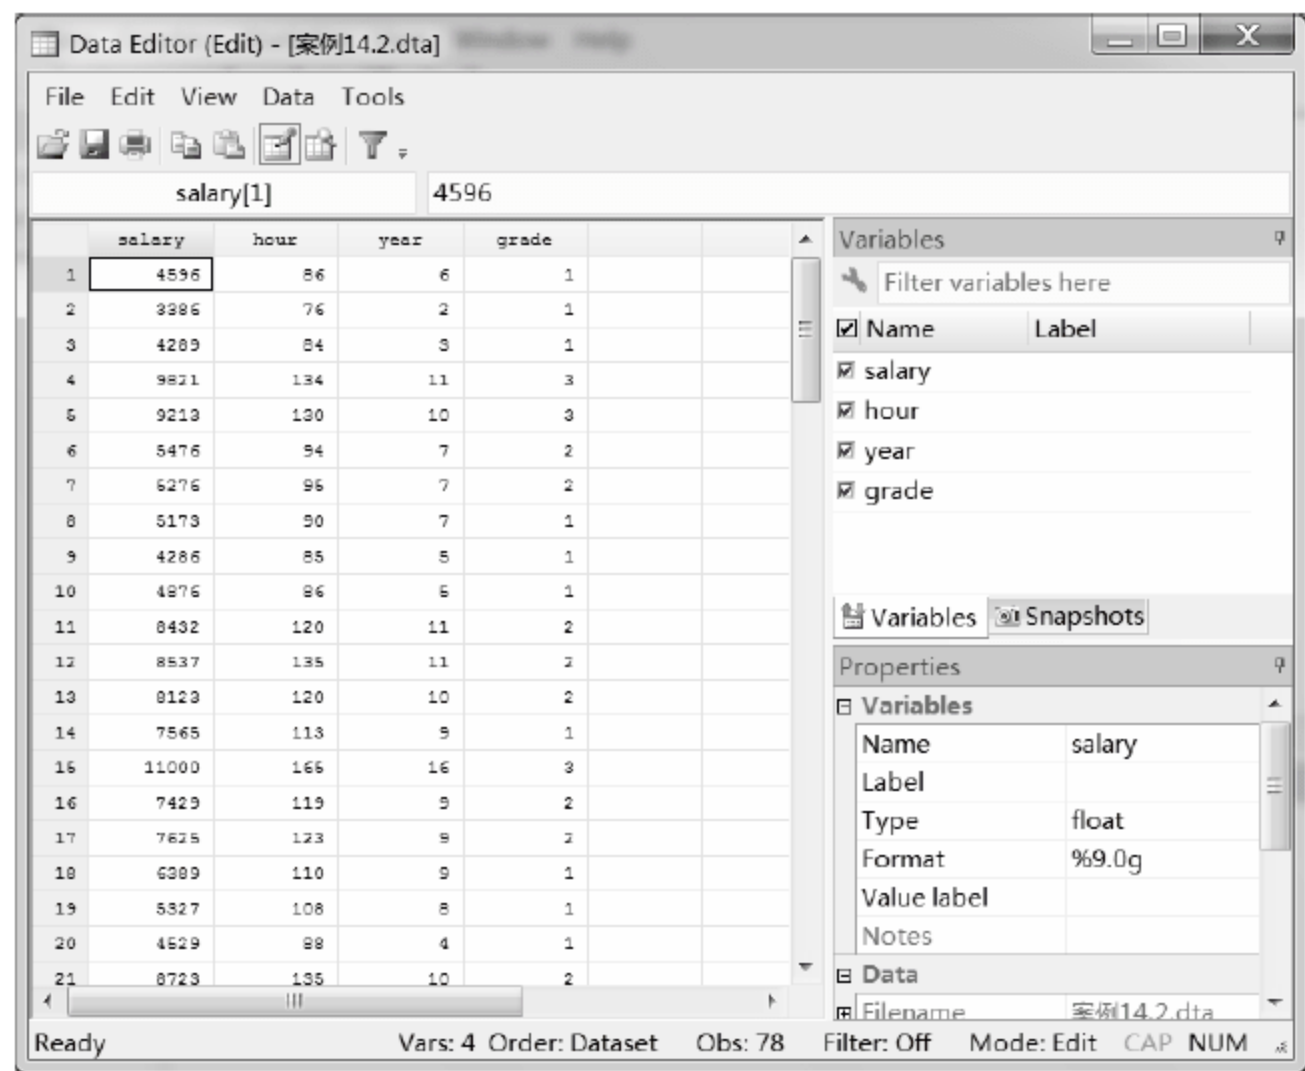 Data Editor (Edit) - [案例14.2.dta]
Window Help
File Edit View Data Tools
salary[1] 4596
salary hour year grade
1 4596 86 6 1
2 3386 76 2 1
3 4289 84 3 1
4 9821 134 11 3
5 9213 130 10 3
6 5476 94 7 2
7 5276 95 7 2
8 5173 90 7 1
9 4286 85 5 1
10 4876 86 5 1
11 8432 120 11 2
12 8537 135 11 2
13 8123 120 10 2
14 7565 113 9 1
15 11000 165 16 3
16 7429 119 9 2
17 7625 123 9 2
18 6389 110 9 1
19 5327 108 8 1
20 4529 88 4 1
21 8723 135 10 2
Variables
Filter variables here
Name Label
salary
hour
year
grade
Variables Snapshots
Properties
Variables
Name salary
Label
Type float
Format %9.0g
Value label
Notes
Data
Filename 案例14.2.dta
Ready Vars: 4 Order: Dataset Obs: 78 Filter: Off Mode: Edit CAP NUM